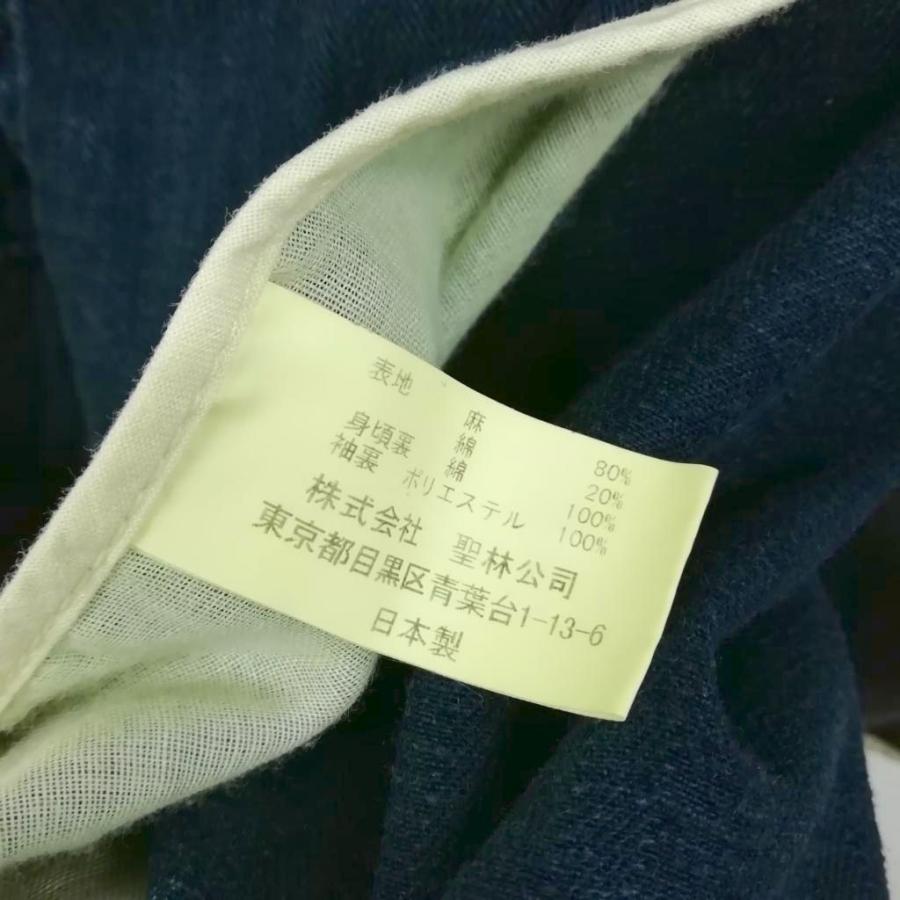 表地 麻 80%
綿 20%
身頃裏 綿 100%
袖裏 ポリエステル 100%
株式会社 聖林公司
東京都目黒区青葉台1-13-6
日本製